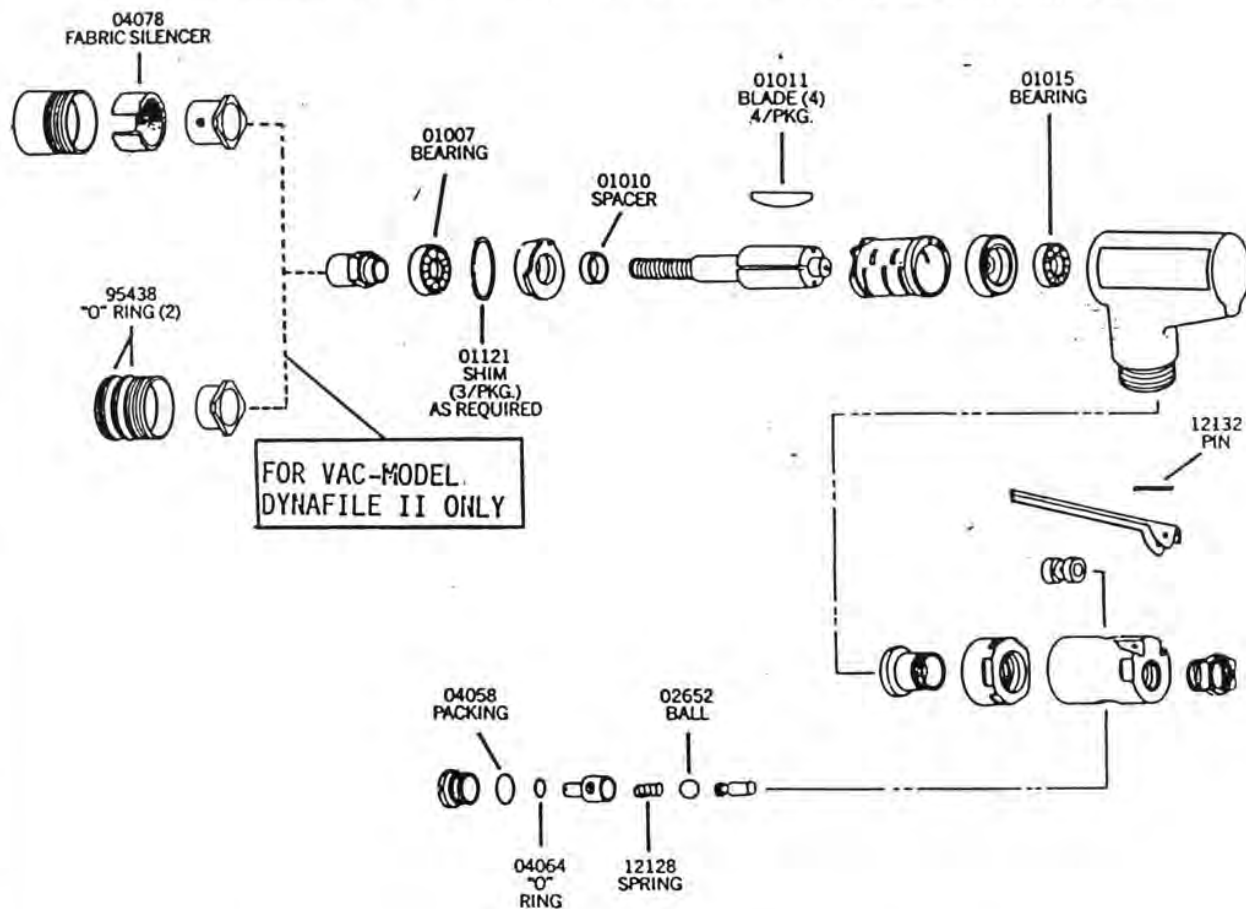 04078
FABRIC SILENCER
01011
BLADE (4)
4/PKG.
01015
BEARING
01007
BEARING
01010
SPACER
95438
"O" RING (2)
01121
SHIM
(3/PKG.)
AS REQUIRED
12132
PIN
FOR VAC-MODEL
DYNAFILE II ONLY
04058
PACKING
02652
BALL
04064
"O"
RING
12128
SPRING